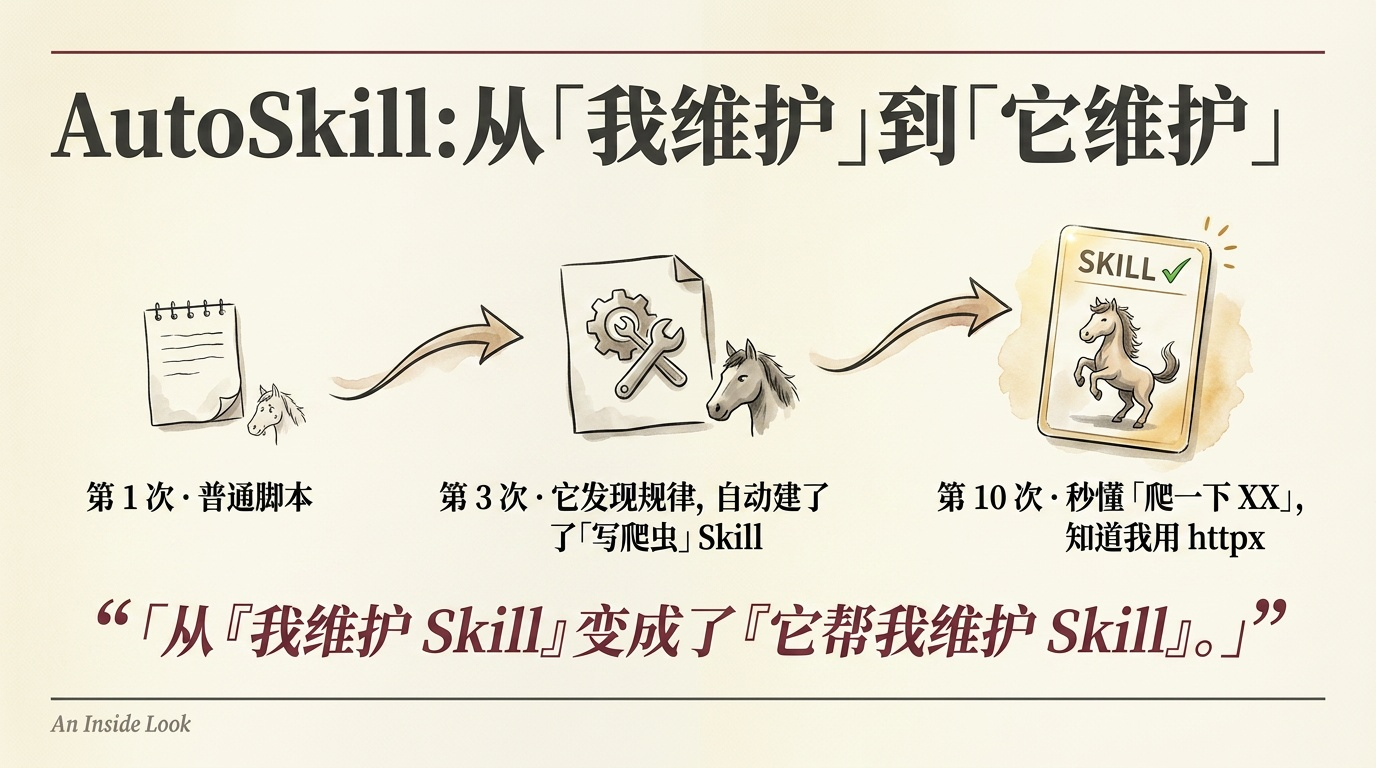 AutoSkill:从「我维护」到「它维护」
SKILL
第 1 次 · 普通脚本
第 3 次 · 它发现规律, 自动建了
了「写爬虫」Skill
第 10 次 · 秒懂「爬一下 XX」,
知道我用 httpx
“「从『我维护 Skill』变成了『它帮我维护 Skill』。」”
An Inside Look